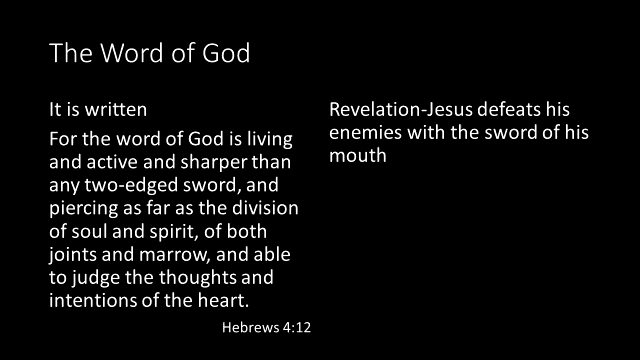 The Word of God
It is written
For the word of God is living
and active and sharper than
any two-edged sword, and
piercing as far as the division
of soul and spirit, of both
joints and marrow, and able
to judge the thoughts and
intentions of the heart.
Hebrews 4:12
Revelation-Jesus defeats his
enemies with the sword of his
mouth